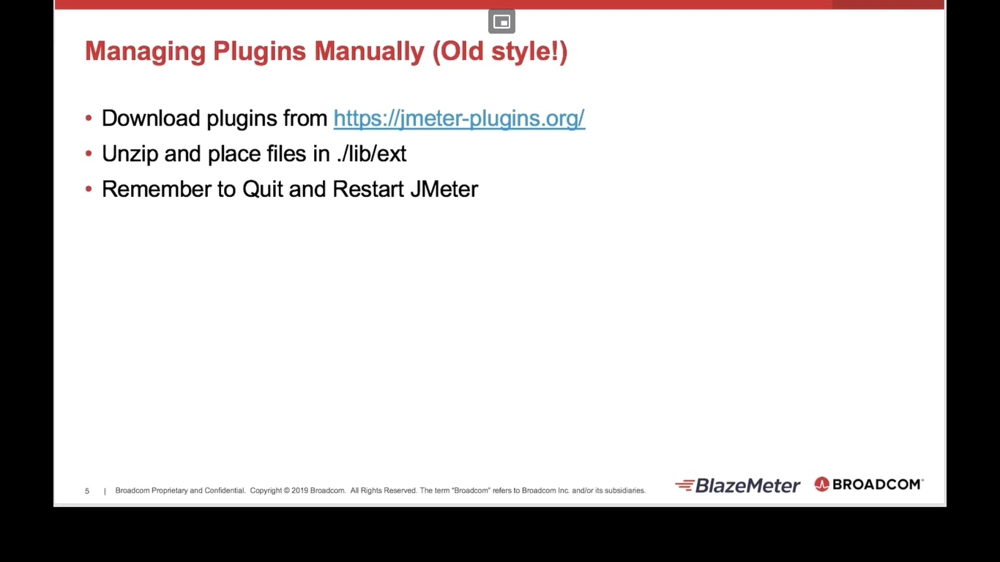 Managing Plugins Manually (Old style!)
• Download plugins from https://jmeter-plugins.org/
• Unzip and place files in ./lib/ext
• Remember to Quit and Restart JMeter
5 | Broadcom Proprietary and Confidential. Copyright © 2019 Broadcom. All Rights Reserved. The term “Broadcom” refers to Broadcom Inc. and/or its subsidiaries.
BlazeMeter BROADCOM®